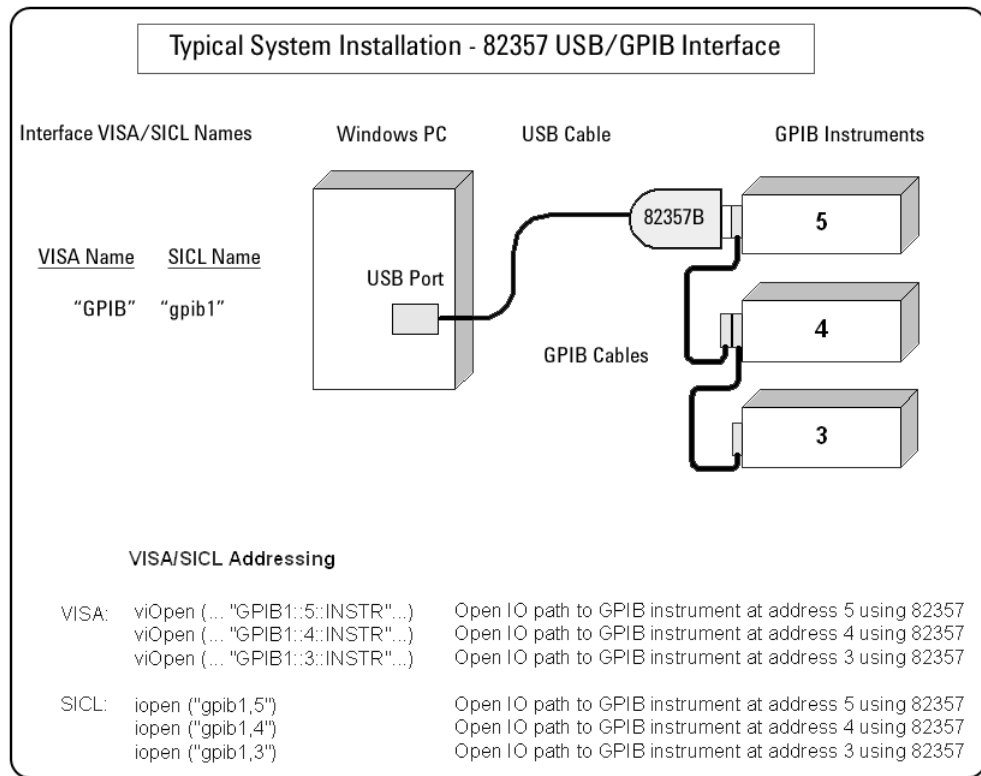 Typical System Installation - 82357 USB/GPIB Interface
Interface VISA/SICL Names
Windows PC
USB Cable
GPIB Instruments
82357B
5
VISA Name SICL Name
USB Port
“GPIB” “gpib1”
4
GPIB Cables
3
VISA/SICL Addressing
VISA: viOpen (... "GPIB1::5::INSTR"...) Open IO path to GPIB instrument at address 5 using 82357
viOpen (... "GPIB1::4::INSTR"...) Open IO path to GPIB instrument at address 4 using 82357
viOpen (... "GPIB1::3::INSTR"...) Open IO path to GPIB instrument at address 3 using 82357
SICL: iopen ("gpib1,5") Open IO path to GPIB instrument at address 5 using 82357
iopen ("gpib1,4") Open IO path to GPIB instrument at address 4 using 82357
iopen ("gpib1,3") Open IO path to GPIB instrument at address 3 using 82357